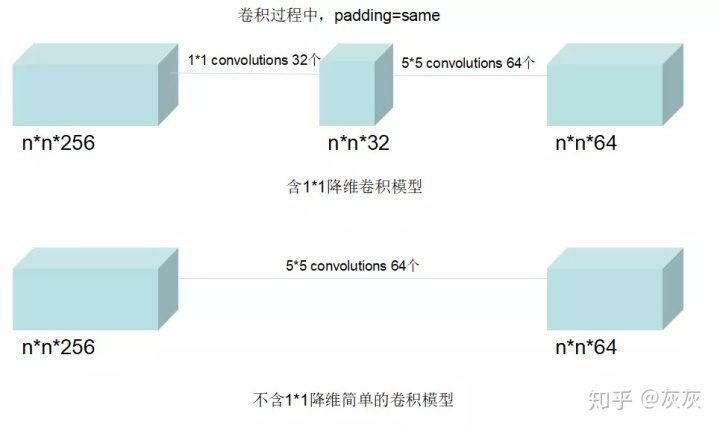 卷积过程中，padding=same
1*1 convolutions 32个
5*5 convolutions 64个
n*n*256
n*n*32
n*n*64
含1*1降维卷积模型
5*5 convolutions 64个
n*n*256
n*n*64
不含1*1降维简单的卷积模型
知乎 @灰灰